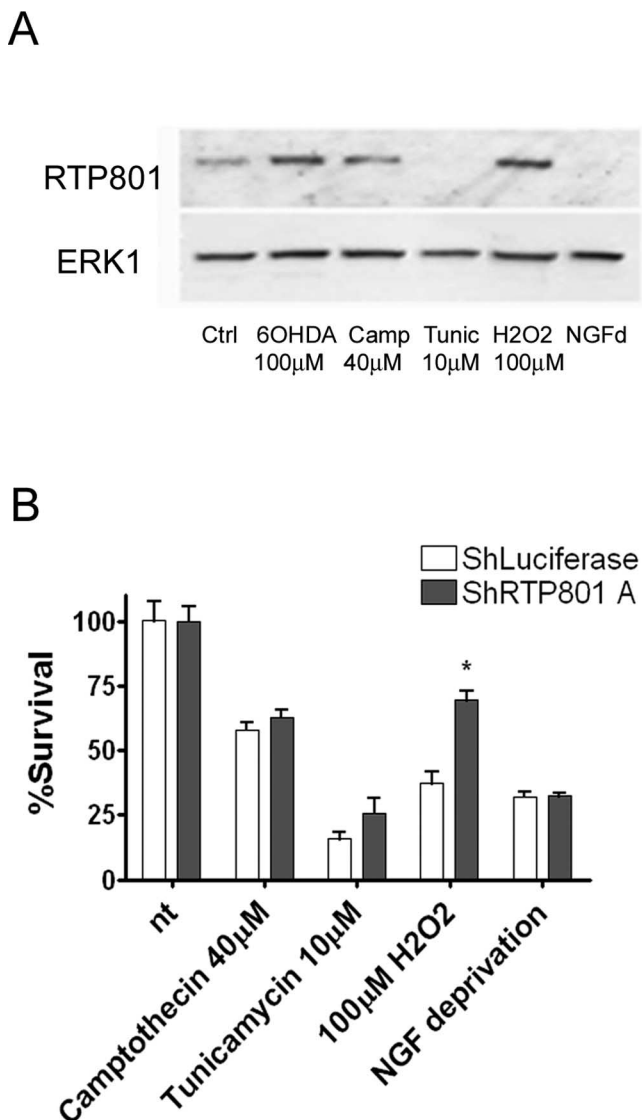 A
RTP801
ERK1
Ctrl 6OHDA Camp Tunic H2O2 NGFd
100μM 40μM 10μM 100μM
B
ShLuciferase
ShRTP801 A
%Survival
100
75
50
25
0
*
nt
Camptothecin 40μM
Tunicamycin 10μM
100μM H2O2
NGF deprivation